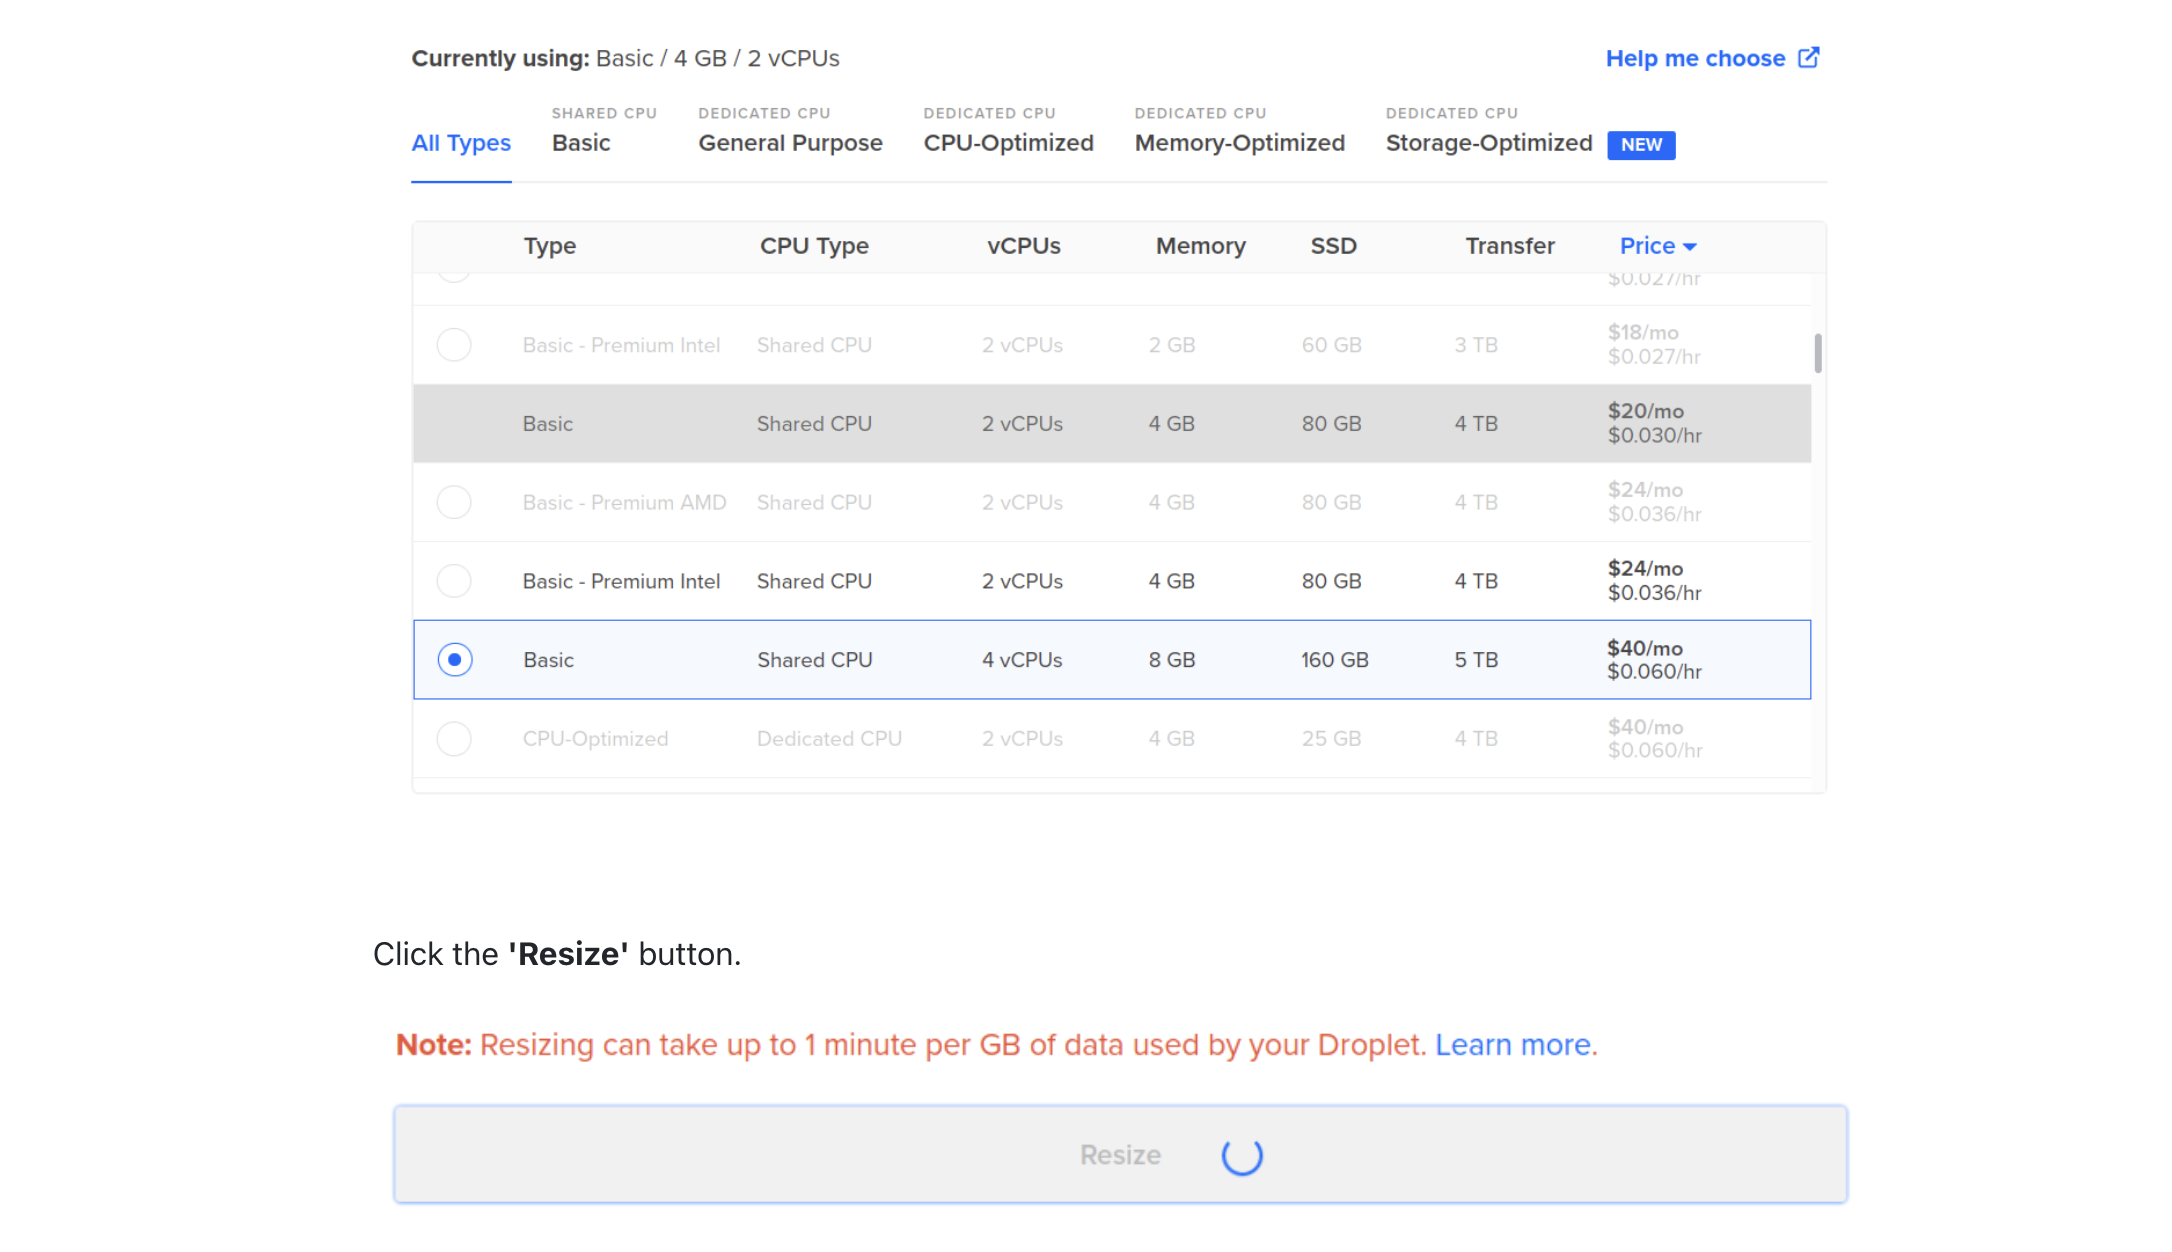 Currently using: Basic / 4 GB / 2 vCPUs Help me choose
SHARED CPU DEDICATED CPU DEDICATED CPU DEDICATED CPU DEDICATED CPU
All Types Basic General Purpose CPU-Optimized Memory-Optimized Storage-Optimized NEW
Type CPU Type vCPUs Memory SSD Transfer Price
$0.027/hr
Basic - Premium Intel Shared CPU 2 vCPUs 2 GB 60 GB 3 TB $18/mo
$0.027/hr
Basic Shared CPU 2 vCPUs 4 GB 80 GB 4 TB $20/mo
$0.030/hr
Basic - Premium AMD Shared CPU 2 vCPUs 4 GB 80 GB 4 TB $24/mo
$0.036/hr
Basic - Premium Intel Shared CPU 2 vCPUs 4 GB 80 GB 4 TB $24/mo
$0.036/hr
Basic Shared CPU 4 vCPUs 8 GB 160 GB 5 TB $40/mo
$0.060/hr
CPU-Optimized Dedicated CPU 2 vCPUs 4 GB 25 GB 4 TB $40/mo
$0.060/hr
Click the 'Resize' button.
Note: Resizing can take up to 1 minute per GB of data used by your Droplet. Learn more.
Resize